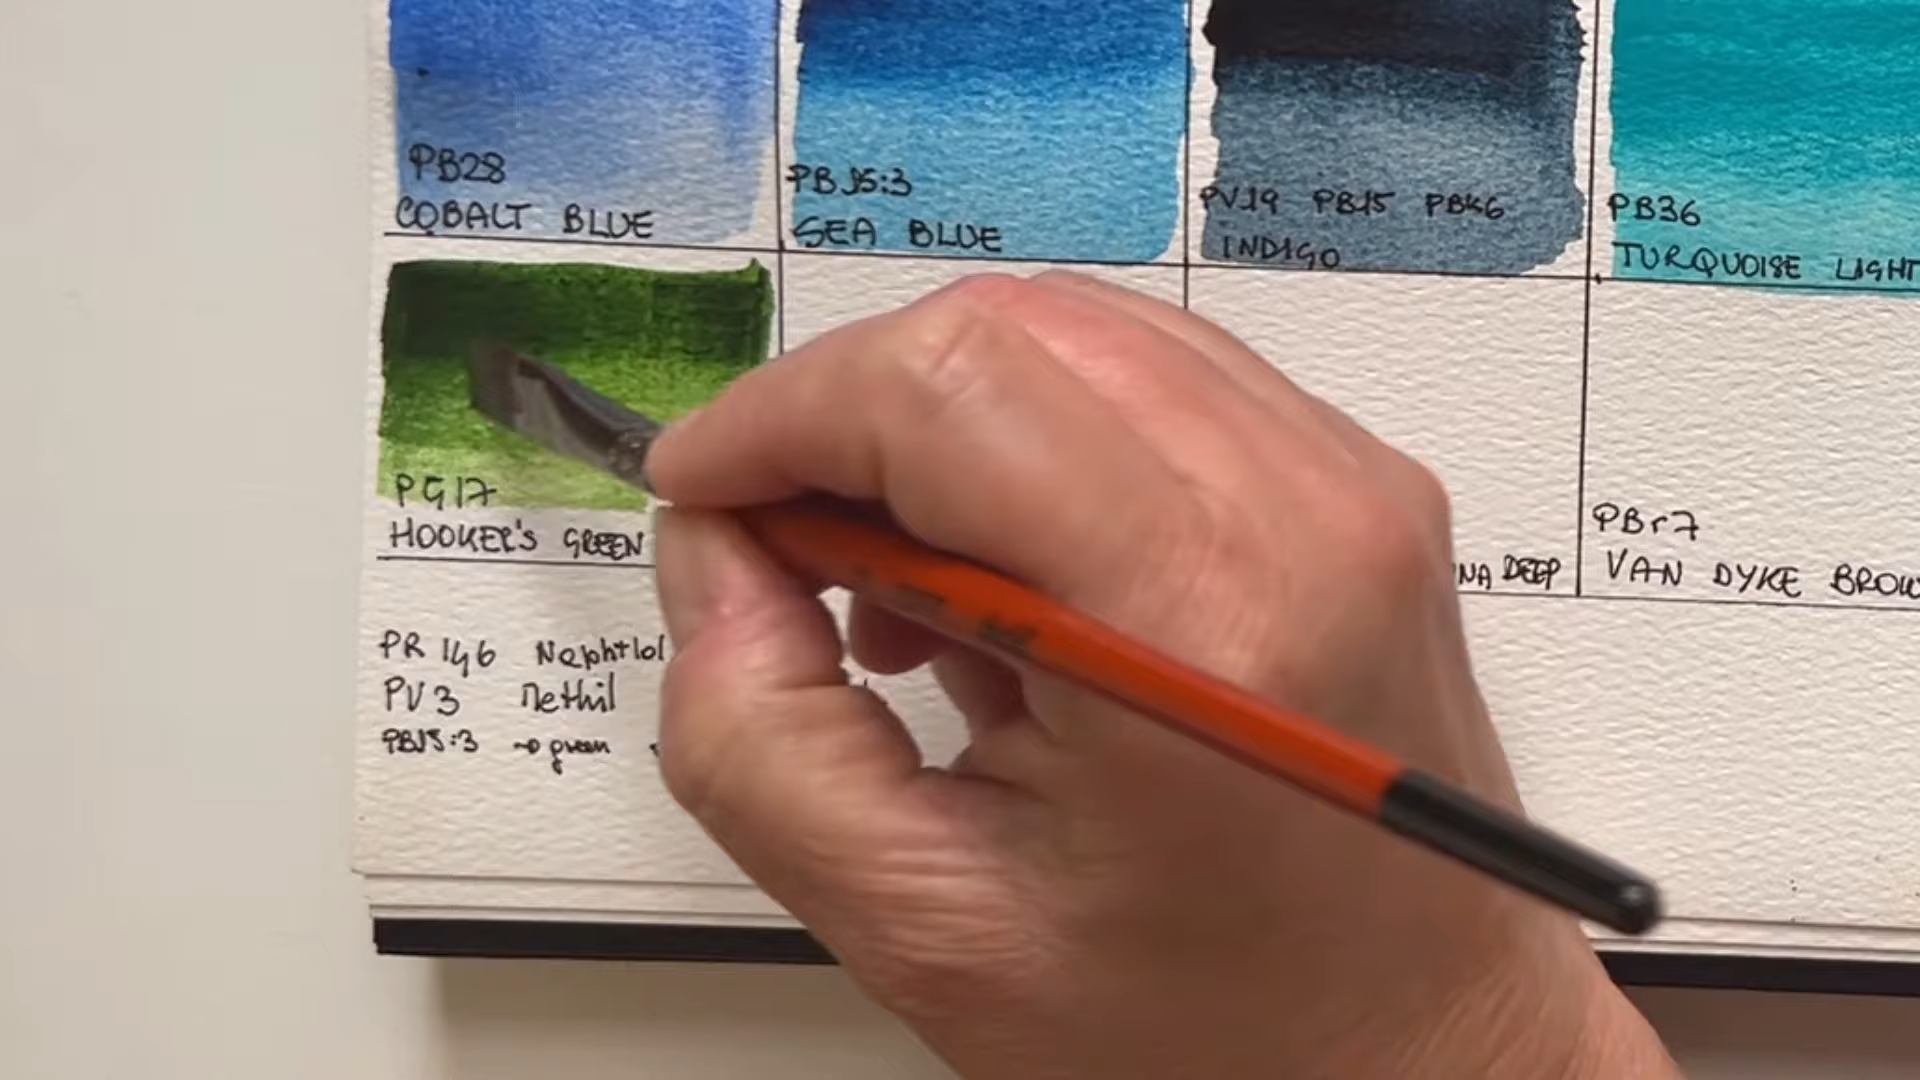 PB28
COBALT BLUE
PB15:3
SEA BLUE
PV19 PB15 PBK6
INDIGO
PB36
TURQUOISE LIGHT
PG17
HOOKER'S GREEN
NA DEEP
PBr7
VAN DYKE BROW
PR 146 Naphtlol
PV3 Methil
PB15:3 → green